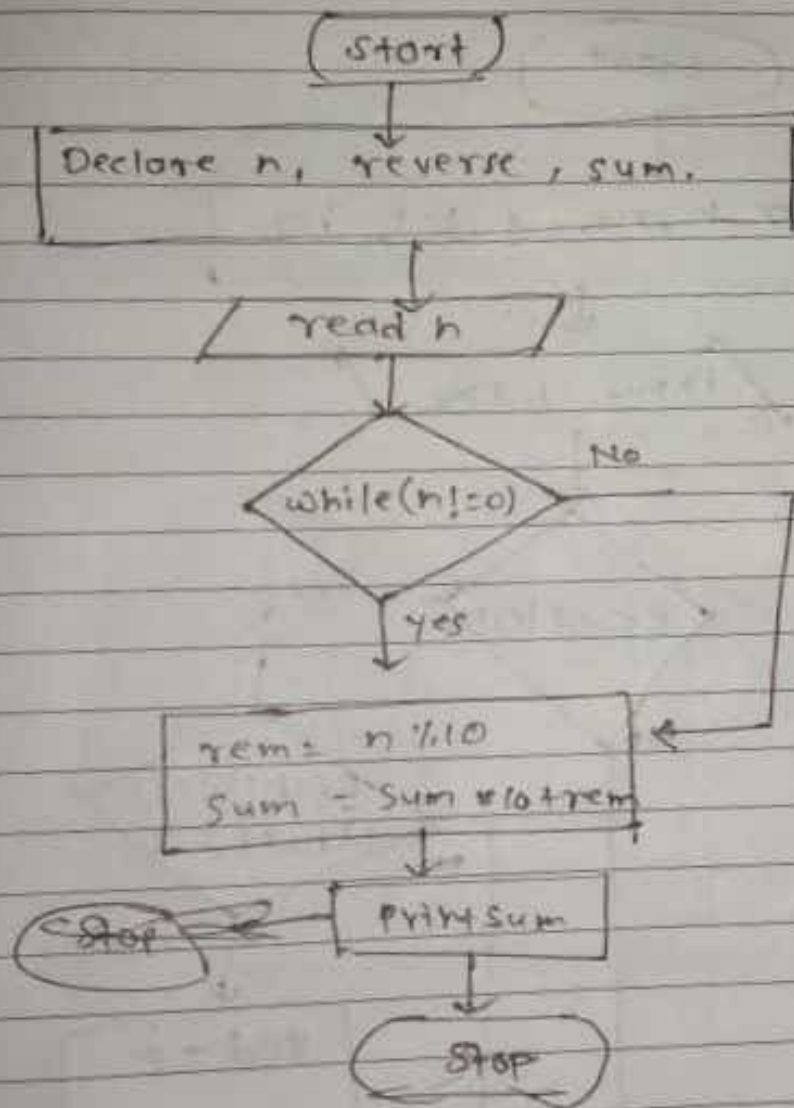 Start
Declare n, reverse, sum.
read n
while(n!=0)
No
yes
rem= n%10
Sum = Sum *10+rem
print sum
Stop
Stop